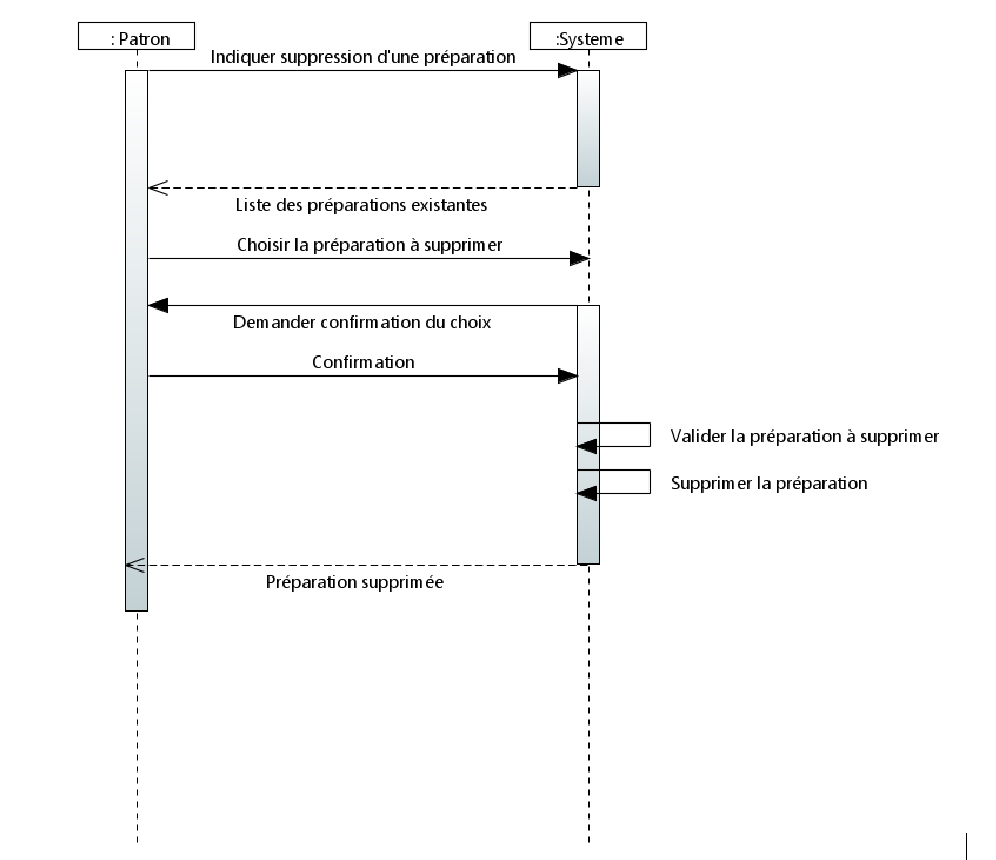 : Patron
:Systeme
Indiquer suppression d'une préparation
Liste des préparations existantes
Choisir la préparation à supprimer
Demander confirmation du choix
Confirmation
Valider la préparation à supprimer
Supprimer la préparation
Préparation supprimée